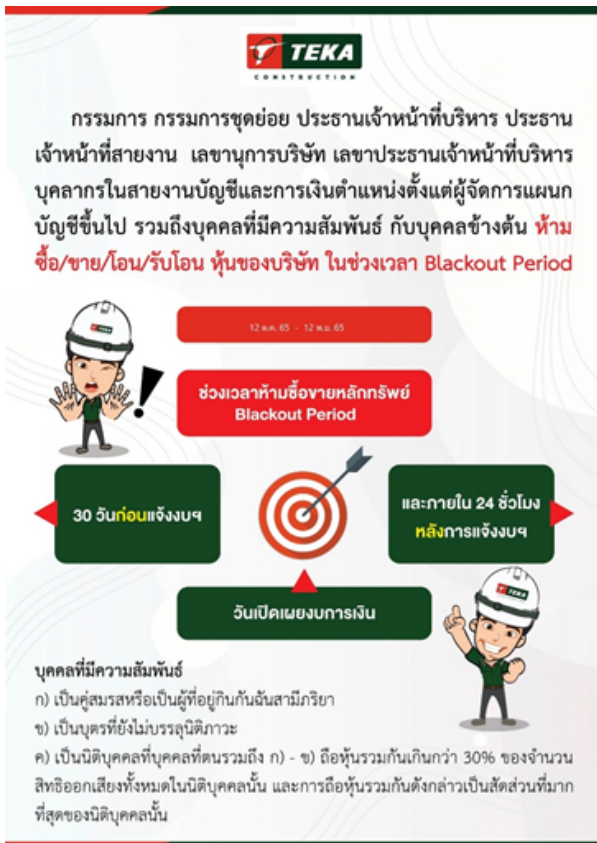 TEKA
CONSTRUCTION
กรรมการ กรรมการชุดย่อย ประธานเจ้าหน้าที่บริหาร ประธาน
เจ้าหน้าที่สายงาน เลขานุการบริษัท เลขาประธานเจ้าหน้าที่บริหาร
บุคลากรในสายงานบัญชีและการเงินตำแหน่งตั้งแต่ผู้จัดการแผนก
บัญชีขึ้นไป รวมถึงบุคคลที่มีความสัมพันธ์ กับบุคคลข้างต้น ห้าม
ซื้อ/ขาย/โอน/รับโอน หุ้นของบริษัท ในช่วงเวลา Blackout Period
12 ต.ค. 65 - 12 พ.ย. 65
TEKA
ช่วงเวลาห้ามซื้อขายหลักทรัพย์
Blackout Period
30 วันก่อนแจ้งงบฯ
และภายใน 24 ชั่วโมง
หลังการแจ้งงบฯ
วันเปิดเผยงบการเงิน
TEKA
บุคคลที่มีความสัมพันธ์
ก) เป็นคู่สมรสหรือเป็นผู้ที่อยู่กินกันฉันสามีภริยา
ข) เป็นบุตรที่ยังไม่บรรลุนิติภาวะ
ค) เป็นนิติบุคคลที่บุคคลที่ตนรวมถึง ก) - ข) ถือหุ้นรวมกันเกินกว่า 30% ของจำนวน
สิทธิออกเสียงทั้งหมดในนิติบุคคลนั้น และการถือหุ้นรวมกันดังกล่าวเป็นสัดส่วนที่มาก
ที่สุดของนิติบุคคลนั้น